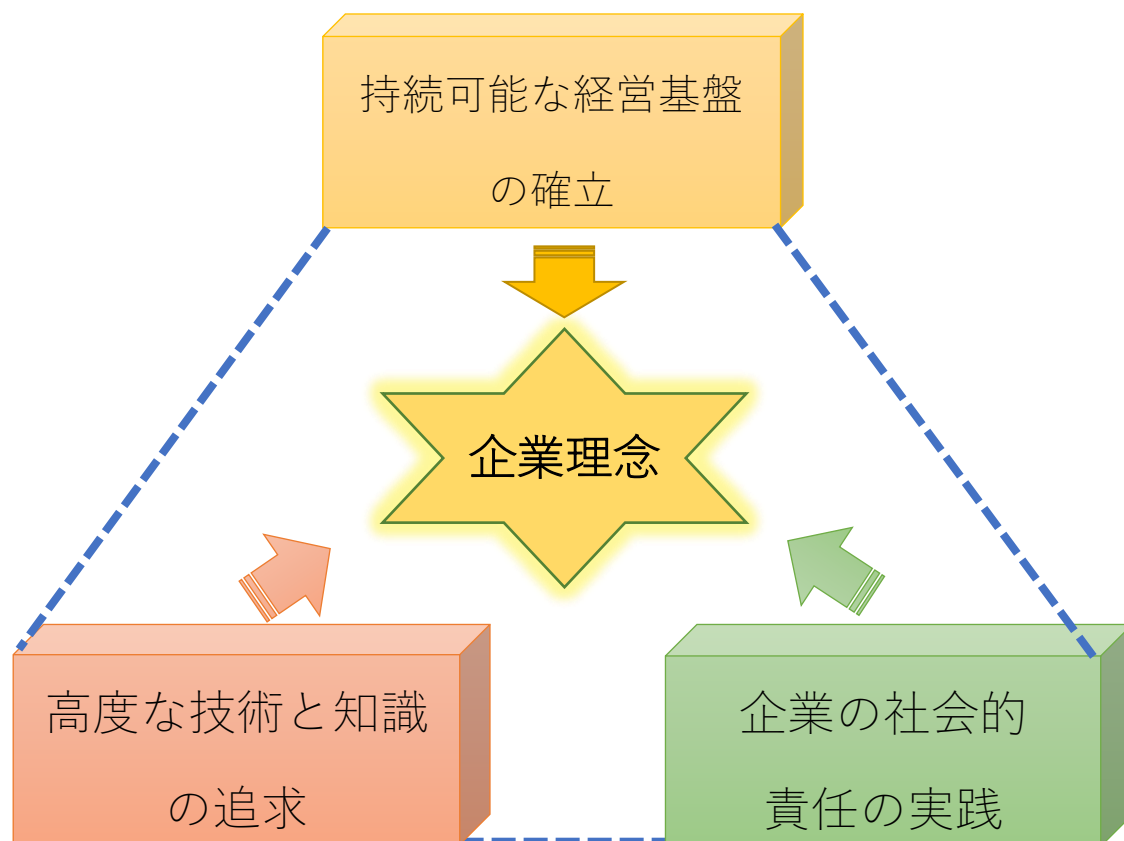 持続可能な経営基盤
の確立
企業理念
高度な技術と知識
の追求
企業の社会的
責任の実践